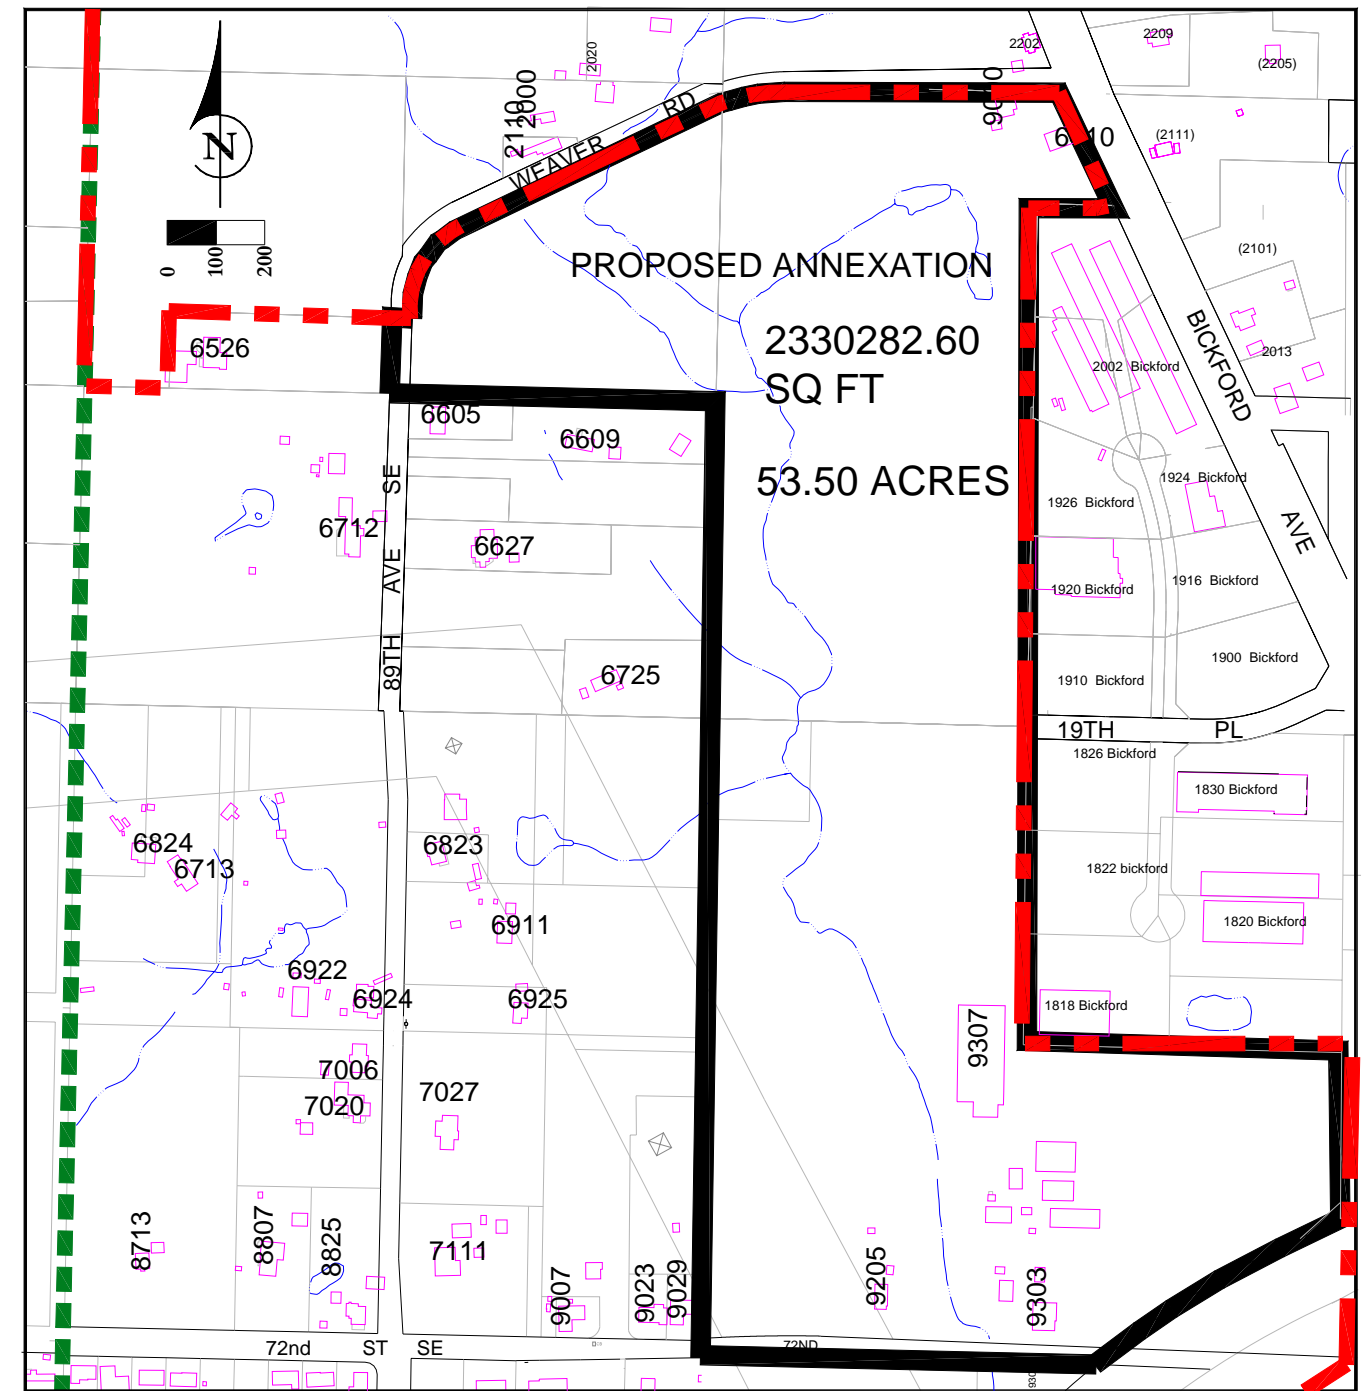 2209
2202
2020
(2205)
2110
2000
WEAVER RD
(2111)
N
0 100 200
(2101)
PROPOSED ANNEXATION
2330282.60
SQ FT
53.50 ACRES
BICKFORD AVE
2013
6526
2002 Bickford
6605
6609
1924 Bickford
1926 Bickford
6712
6627
89TH AVE SE
1920 Bickford
1916 Bickford
1900 Bickford
6725
1910 Bickford
19TH PL
1826 Bickford
1830 Bickford
6824
6713
6823
1822 bickford
6911
1820 Bickford
6922
6924
6925
1818 Bickford
9307
7006
7020
7027
8713
8807
8825
7111
9007
9023
9029
9205
9303
72nd ST SE
72ND